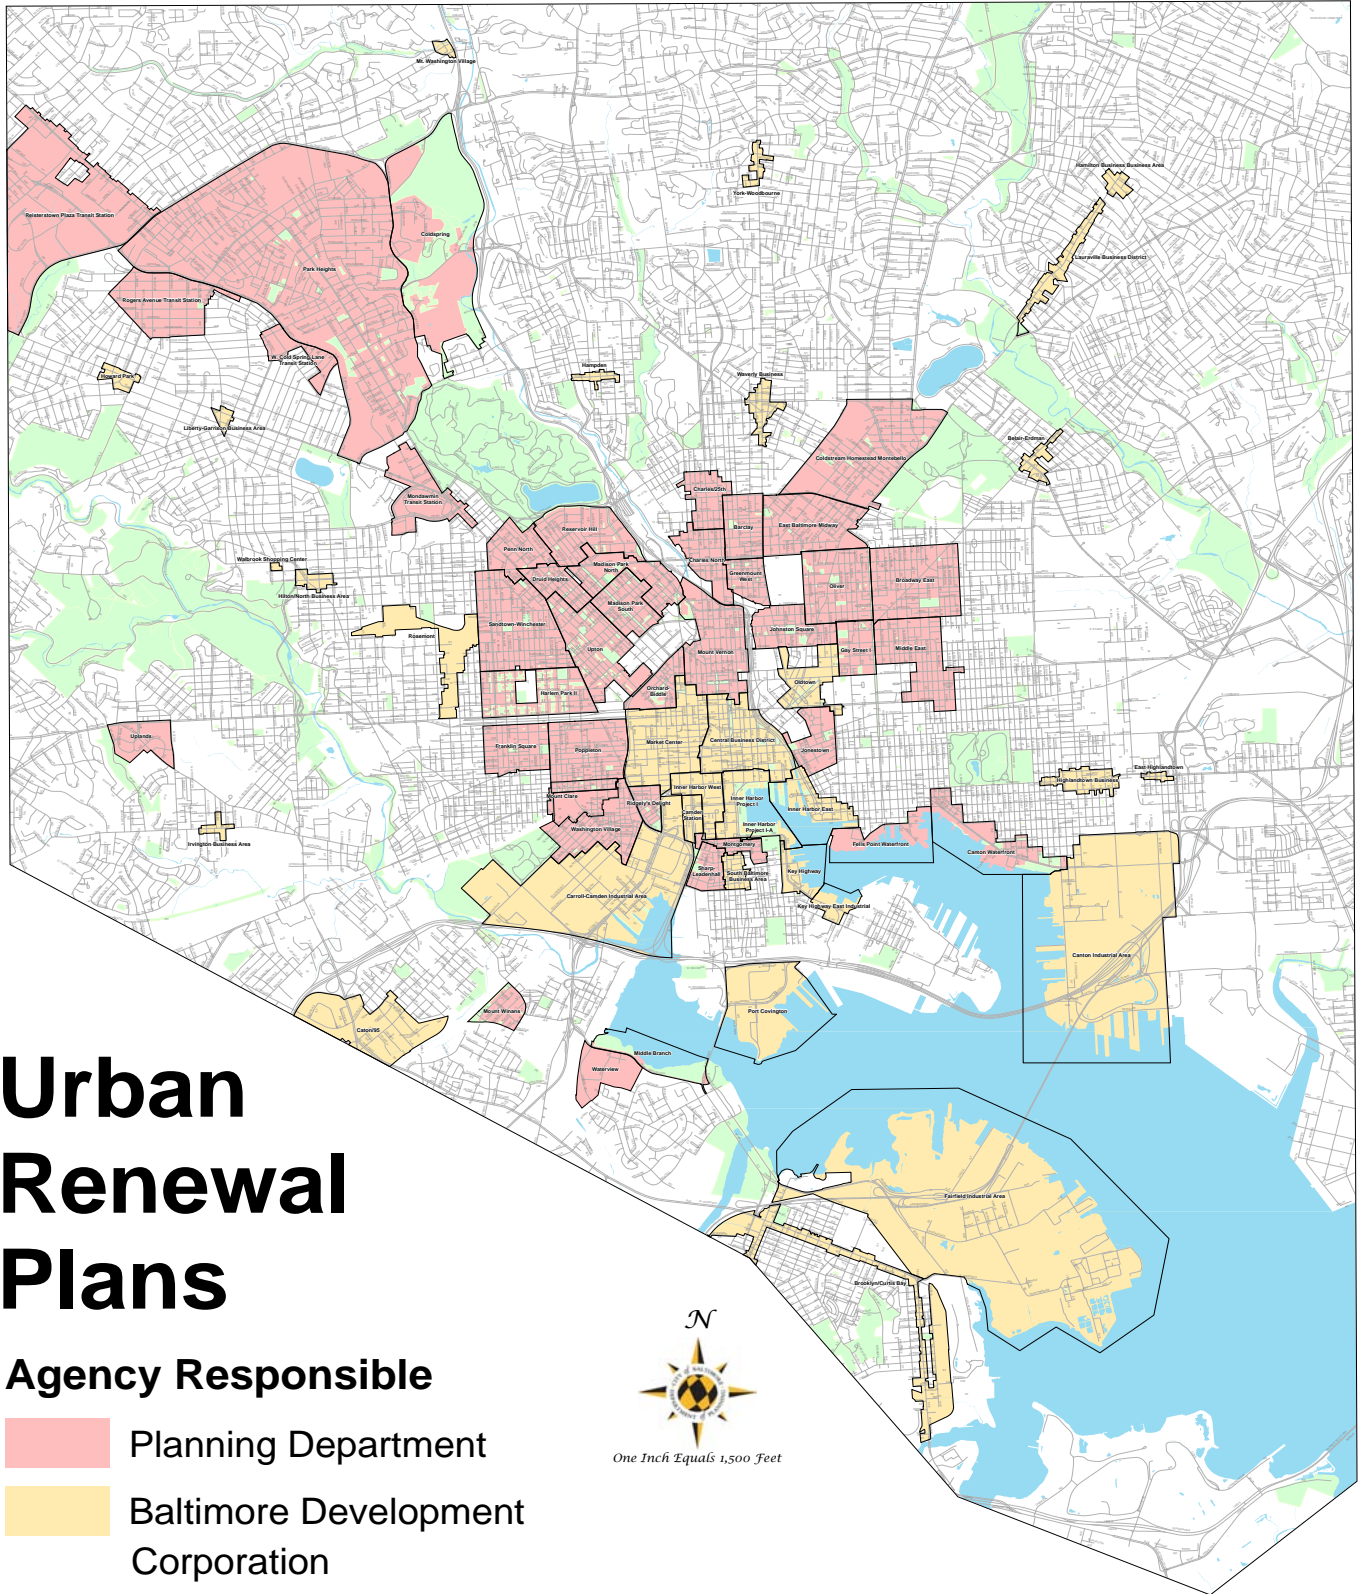 Mt. Washington Village
Hamilton Business Business Area
York-Woodbourne
Reisterstown Plaza Transit Station
Coldspring
Lauraville Business District
Park Heights
Rogers Avenue Transit Station
W. Cold Spring Lane
Transit Station
Howard Park
Hampden
Waverly Business
Liberty-Garrison Business Area
Belair-Erdman
Coldstream Homestead Montebello
Mondawmin
Transit Station
Charles/25th
Barclay
East Baltimore Midway
Reservoir Hill
Penn North
Walbrook Shopping Center
Charles North
Madison Park
North
Greenmount
West
Druid Heights
Oliver
Broadway East
Hilton/North Business Area
Madison Park
South
Sandtown-Winchester
Johnston Square
Rosemont
Upton
Mount Vernon
Gay Street I
Middle East
Oldtown
Harlem Park II
Orchard-
Biddle
Uplands
Franklin Square
Poppleton
Market Center
Central Business District
Jonestown
East Highlandtown
Highlandtown Business
Inner Harbor West
Mount Clare
Ridgely's Delight
Inner Harbor
Project I
Inner Harbor East
Camden
Station
Washington Village
Inner Harbor
Project I-A
Irvington Business Area
Montgomery
Fells Point Waterfront
Canton Waterfront
Sharp-
Leadenhall
South Baltimore
Business Area
Key Highway
Carroll-Camden Industrial Area
Key Highway East Industrial
Canton Industrial Area
Mount Winans
Port Covington
Caton/95
Middle Branch
Waterview
Fairfield Industrial Area
Brooklyn/Curtis Bay
Urban
Renewal
Plans
Agency Responsible
Planning Department
Baltimore Development
Corporation
N
CITY of BALTIMORE
DEPARTMENT of PLANNING
One Inch Equals 1,500 Feet